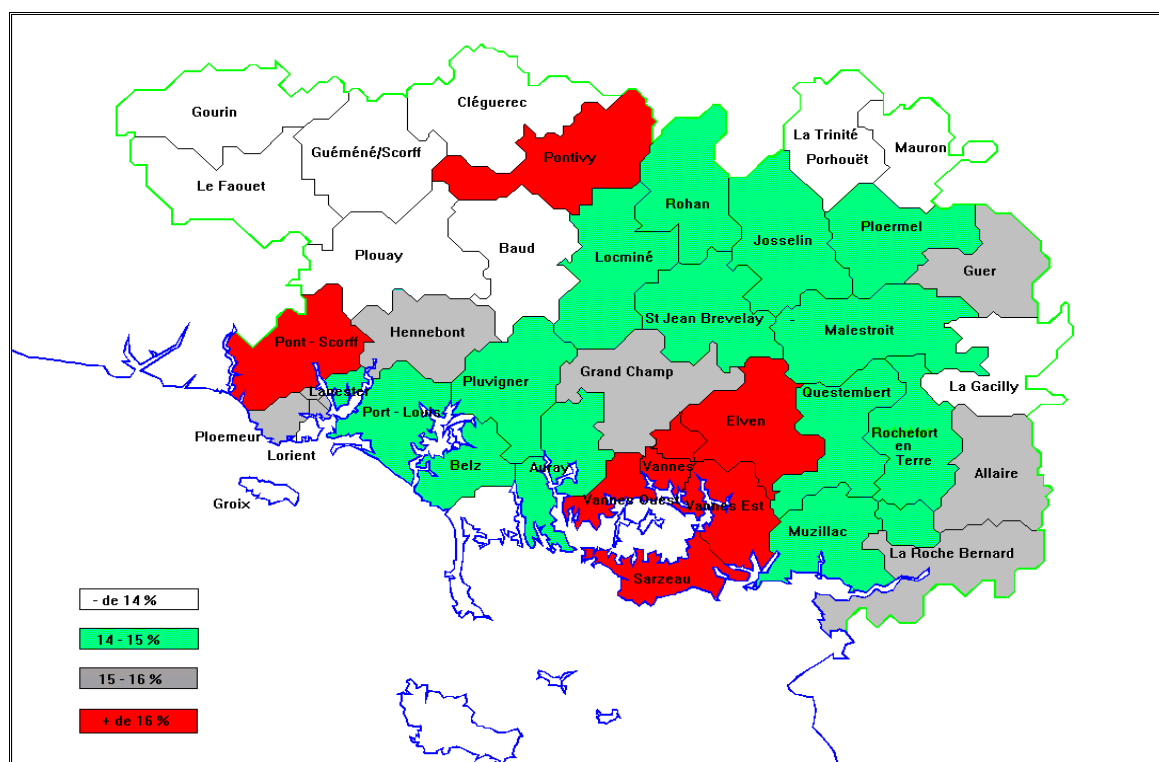 Cléguerec
Gourin
La Trinité
Porhouët
Mauron
Guéméné/Scorff
Pontivy
Le Faouet
Rohan
Ploermel
Josselin
Baud
Plouay
Locminé
Guer
St Jean Brevelay
Malestroit
Hennebont
Pont - Scorff
Grand Champ
Pluvigner
La Gacilly
Lanester
Questembert
Port - Louis
Elven
Ploemeur
Rochefort
en
Terre
Lorient
Belz
Auray
Vannes
Allaire
Groix
Vannes Ouest
Vannes Est
Muzillac
La Roche Bernard
Sarzeau
- de 14 %
14 - 15 %
15 - 16 %
+ de 16 %